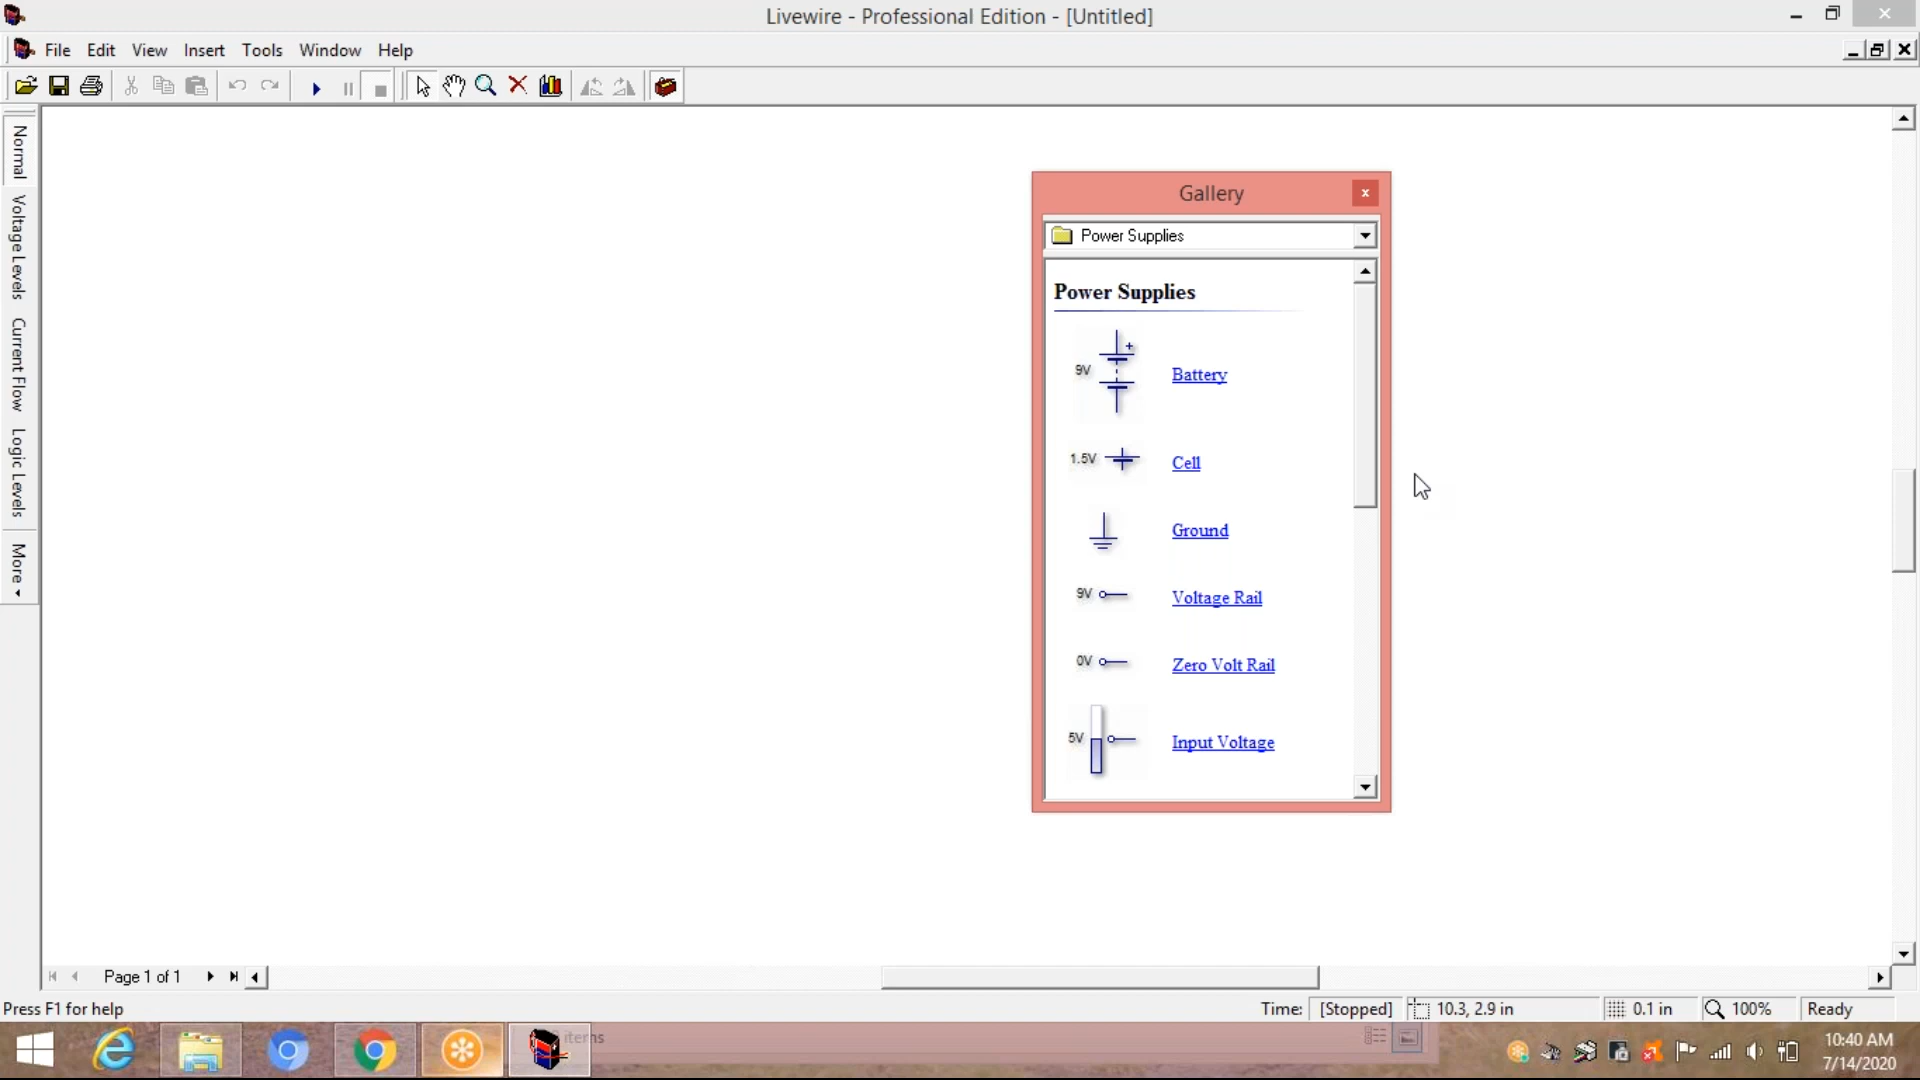 Livewire - Professional Edition - [Untitled]
File Edit View Insert Tools Window Help
Normal
Voltage Levels
Current Flow
Logic Levels
More
Gallery
Power Supplies
Power Supplies
9V Battery
1.5V Cell
Ground
9V Voltage Rail
0V Zero Volt Rail
5V Input Voltage
Page 1 of 1
Press F1 for help
Time: [Stopped] 10.3, 2.9 in 0.1 in 100% Ready
items
10:40 AM
7/14/2020